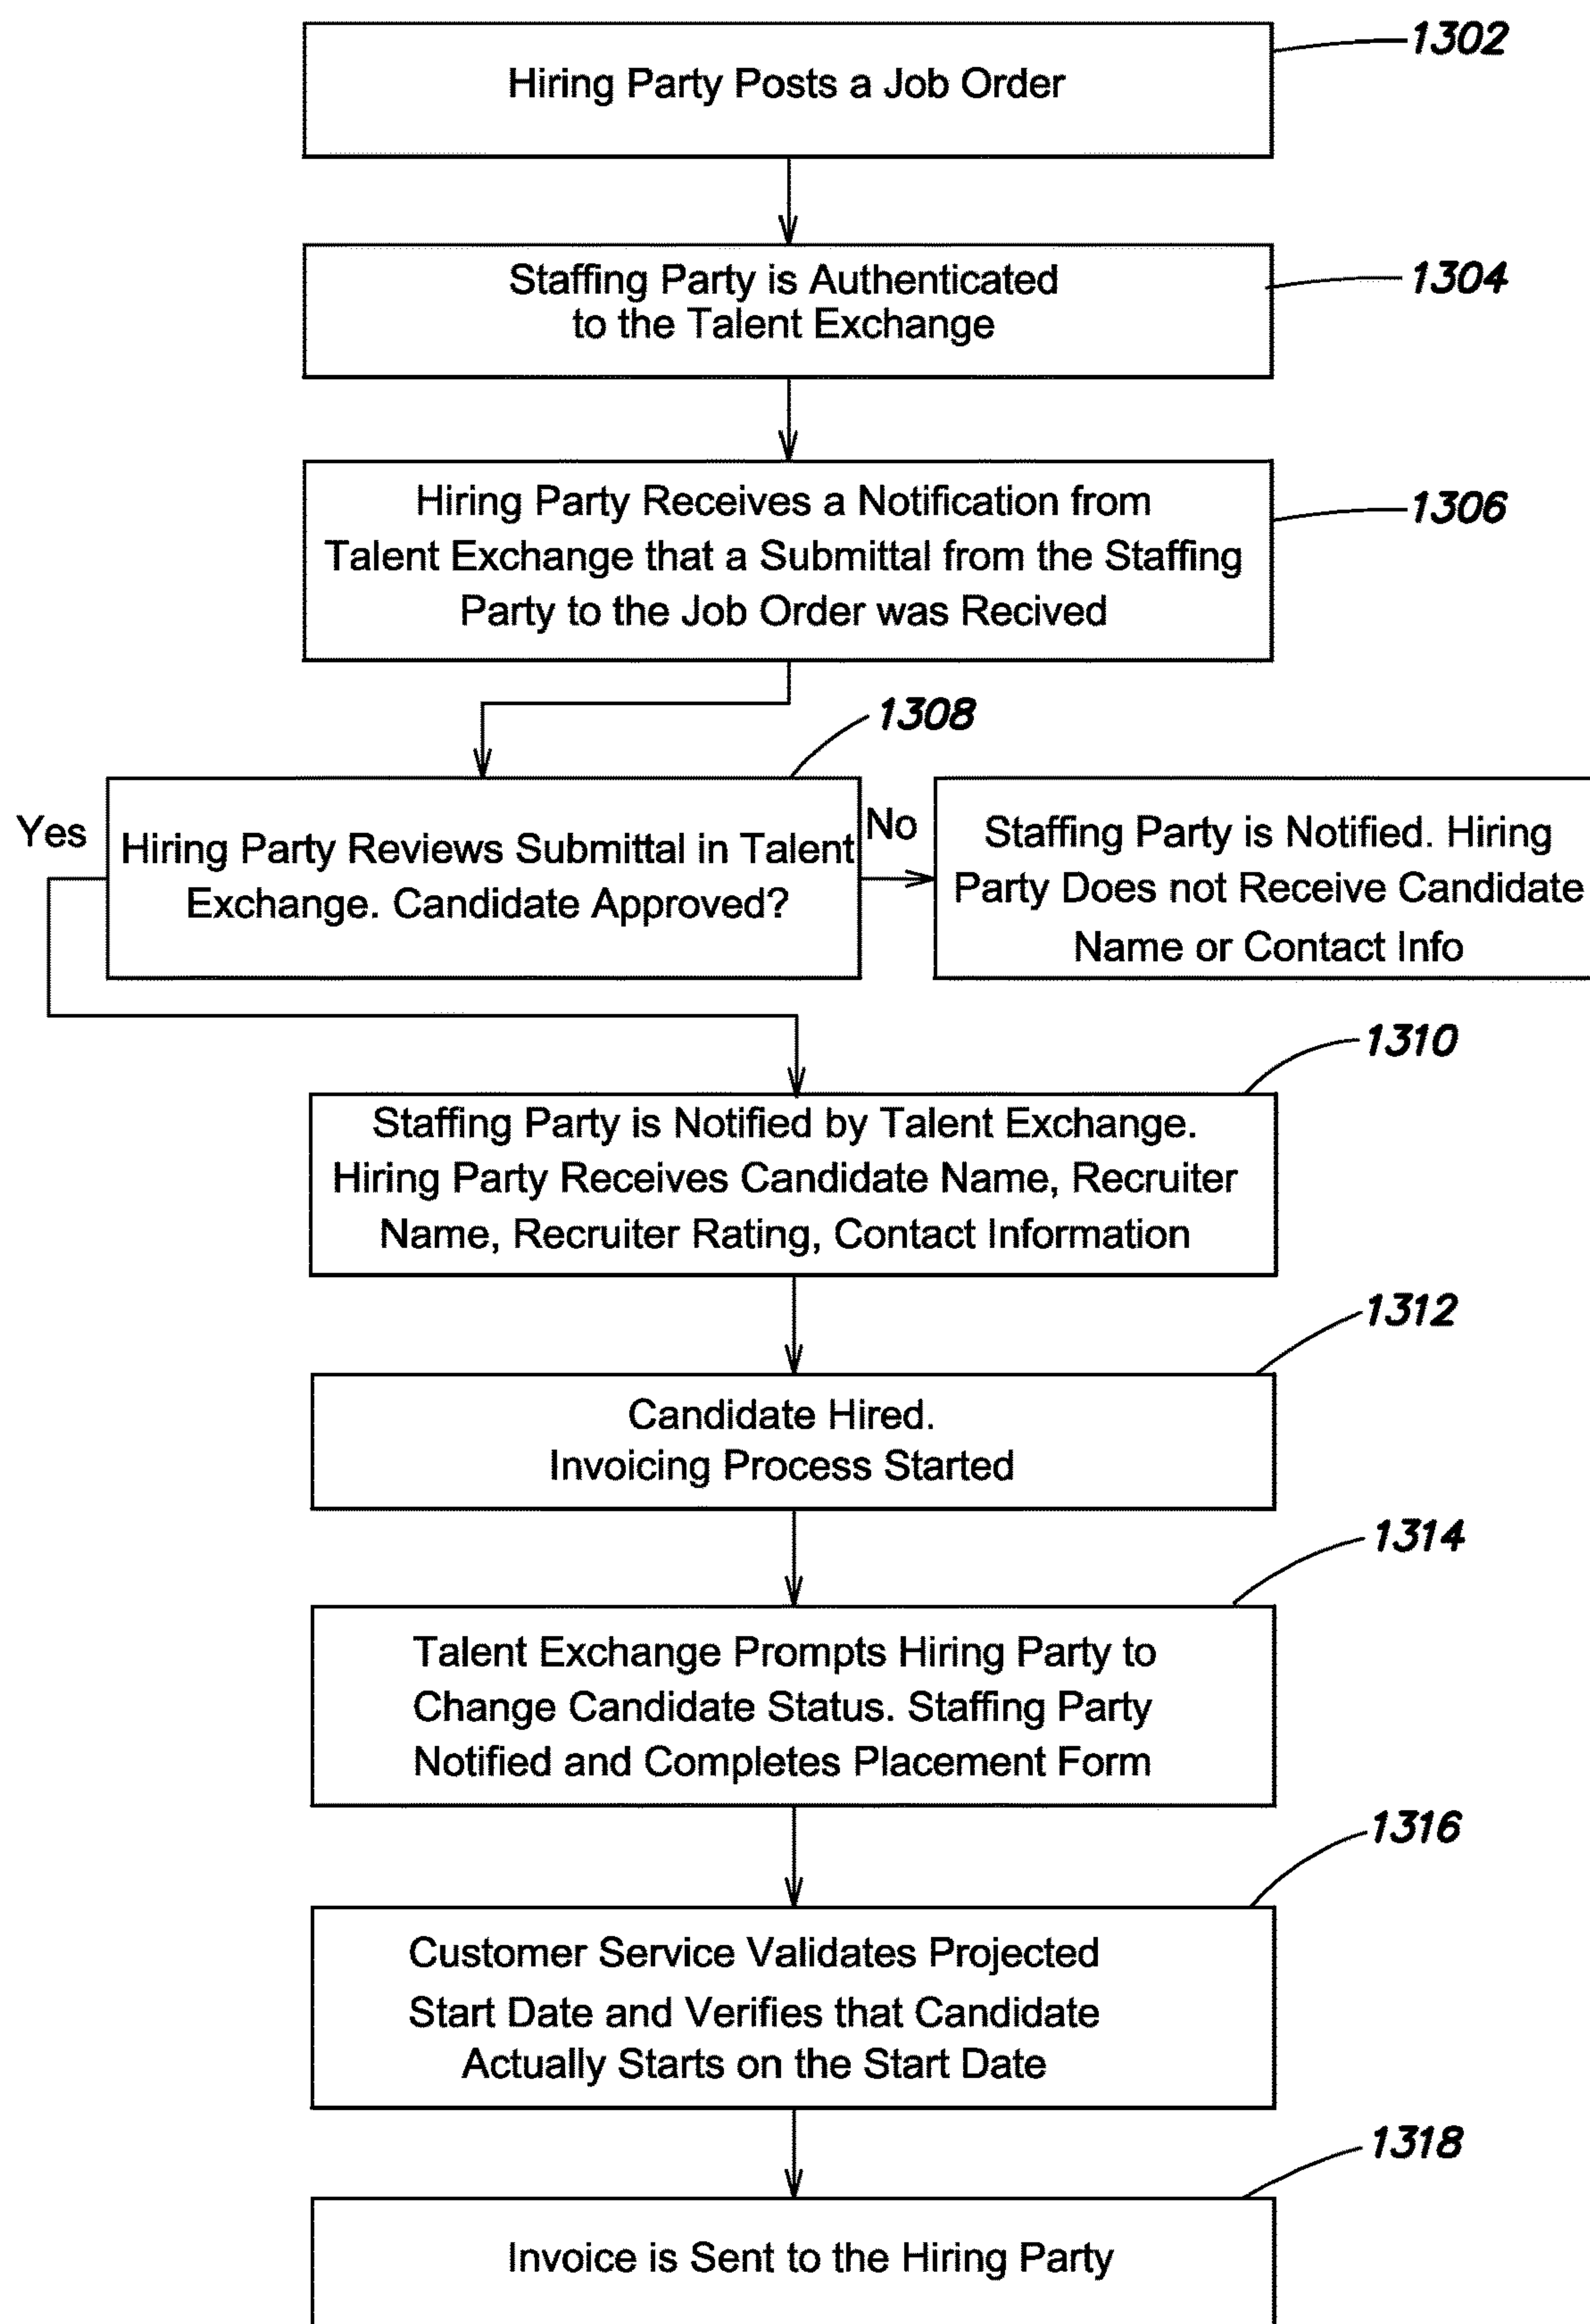 1302
Hiring Party Posts a Job Order
1304
Staffing Party is Authenticated
to the Talent Exchange
1306
Hiring Party Receives a Notification from
Talent Exchange that a Submittal from the Staffing
Party to the Job Order was Recived
1308
Yes
Hiring Party Reviews Submittal in Talent
Exchange. Candidate Approved?
No
Staffing Party is Notified. Hiring
Party Does not Receive Candidate
Name or Contact Info
1310
Staffing Party is Notified by Talent Exchange.
Hiring Party Receives Candidate Name, Recruiter
Name, Recruiter Rating, Contact Information
1312
Candidate Hired.
Invoicing Process Started
1314
Talent Exchange Prompts Hiring Party to
Change Candidate Status. Staffing Party
Notified and Completes Placement Form
1316
Customer Service Validates Projected
Start Date and Verifies that Candidate
Actually Starts on the Start Date
1318
Invoice is Sent to the Hiring Party